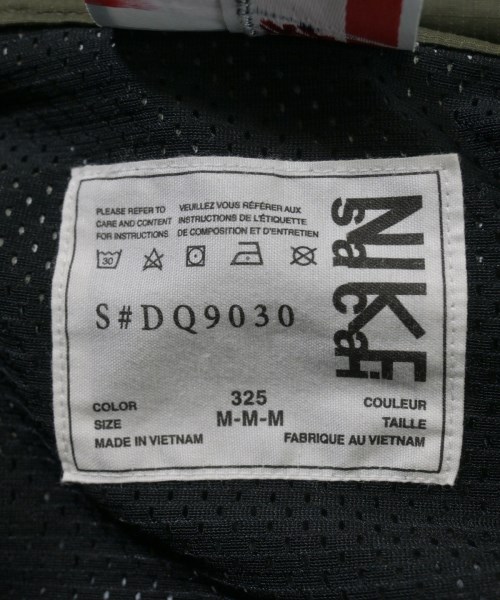 PLEASE REFER TO
CARE AND CONTENT
FOR INSTRUCTIONS
VEUILLEZ VOUS RÉFÉRER AUX
INSTRUCTIONS DE L'ÉTIQUETTE
DE COMPOSITION ET D'ENTRETIEN
30
S#DQ9030
NIKE
sacai
COLOR 325 COULEUR
SIZE M-M-M TAILLE
MADE IN VIETNAM FABRIQUE AU VIETNAM